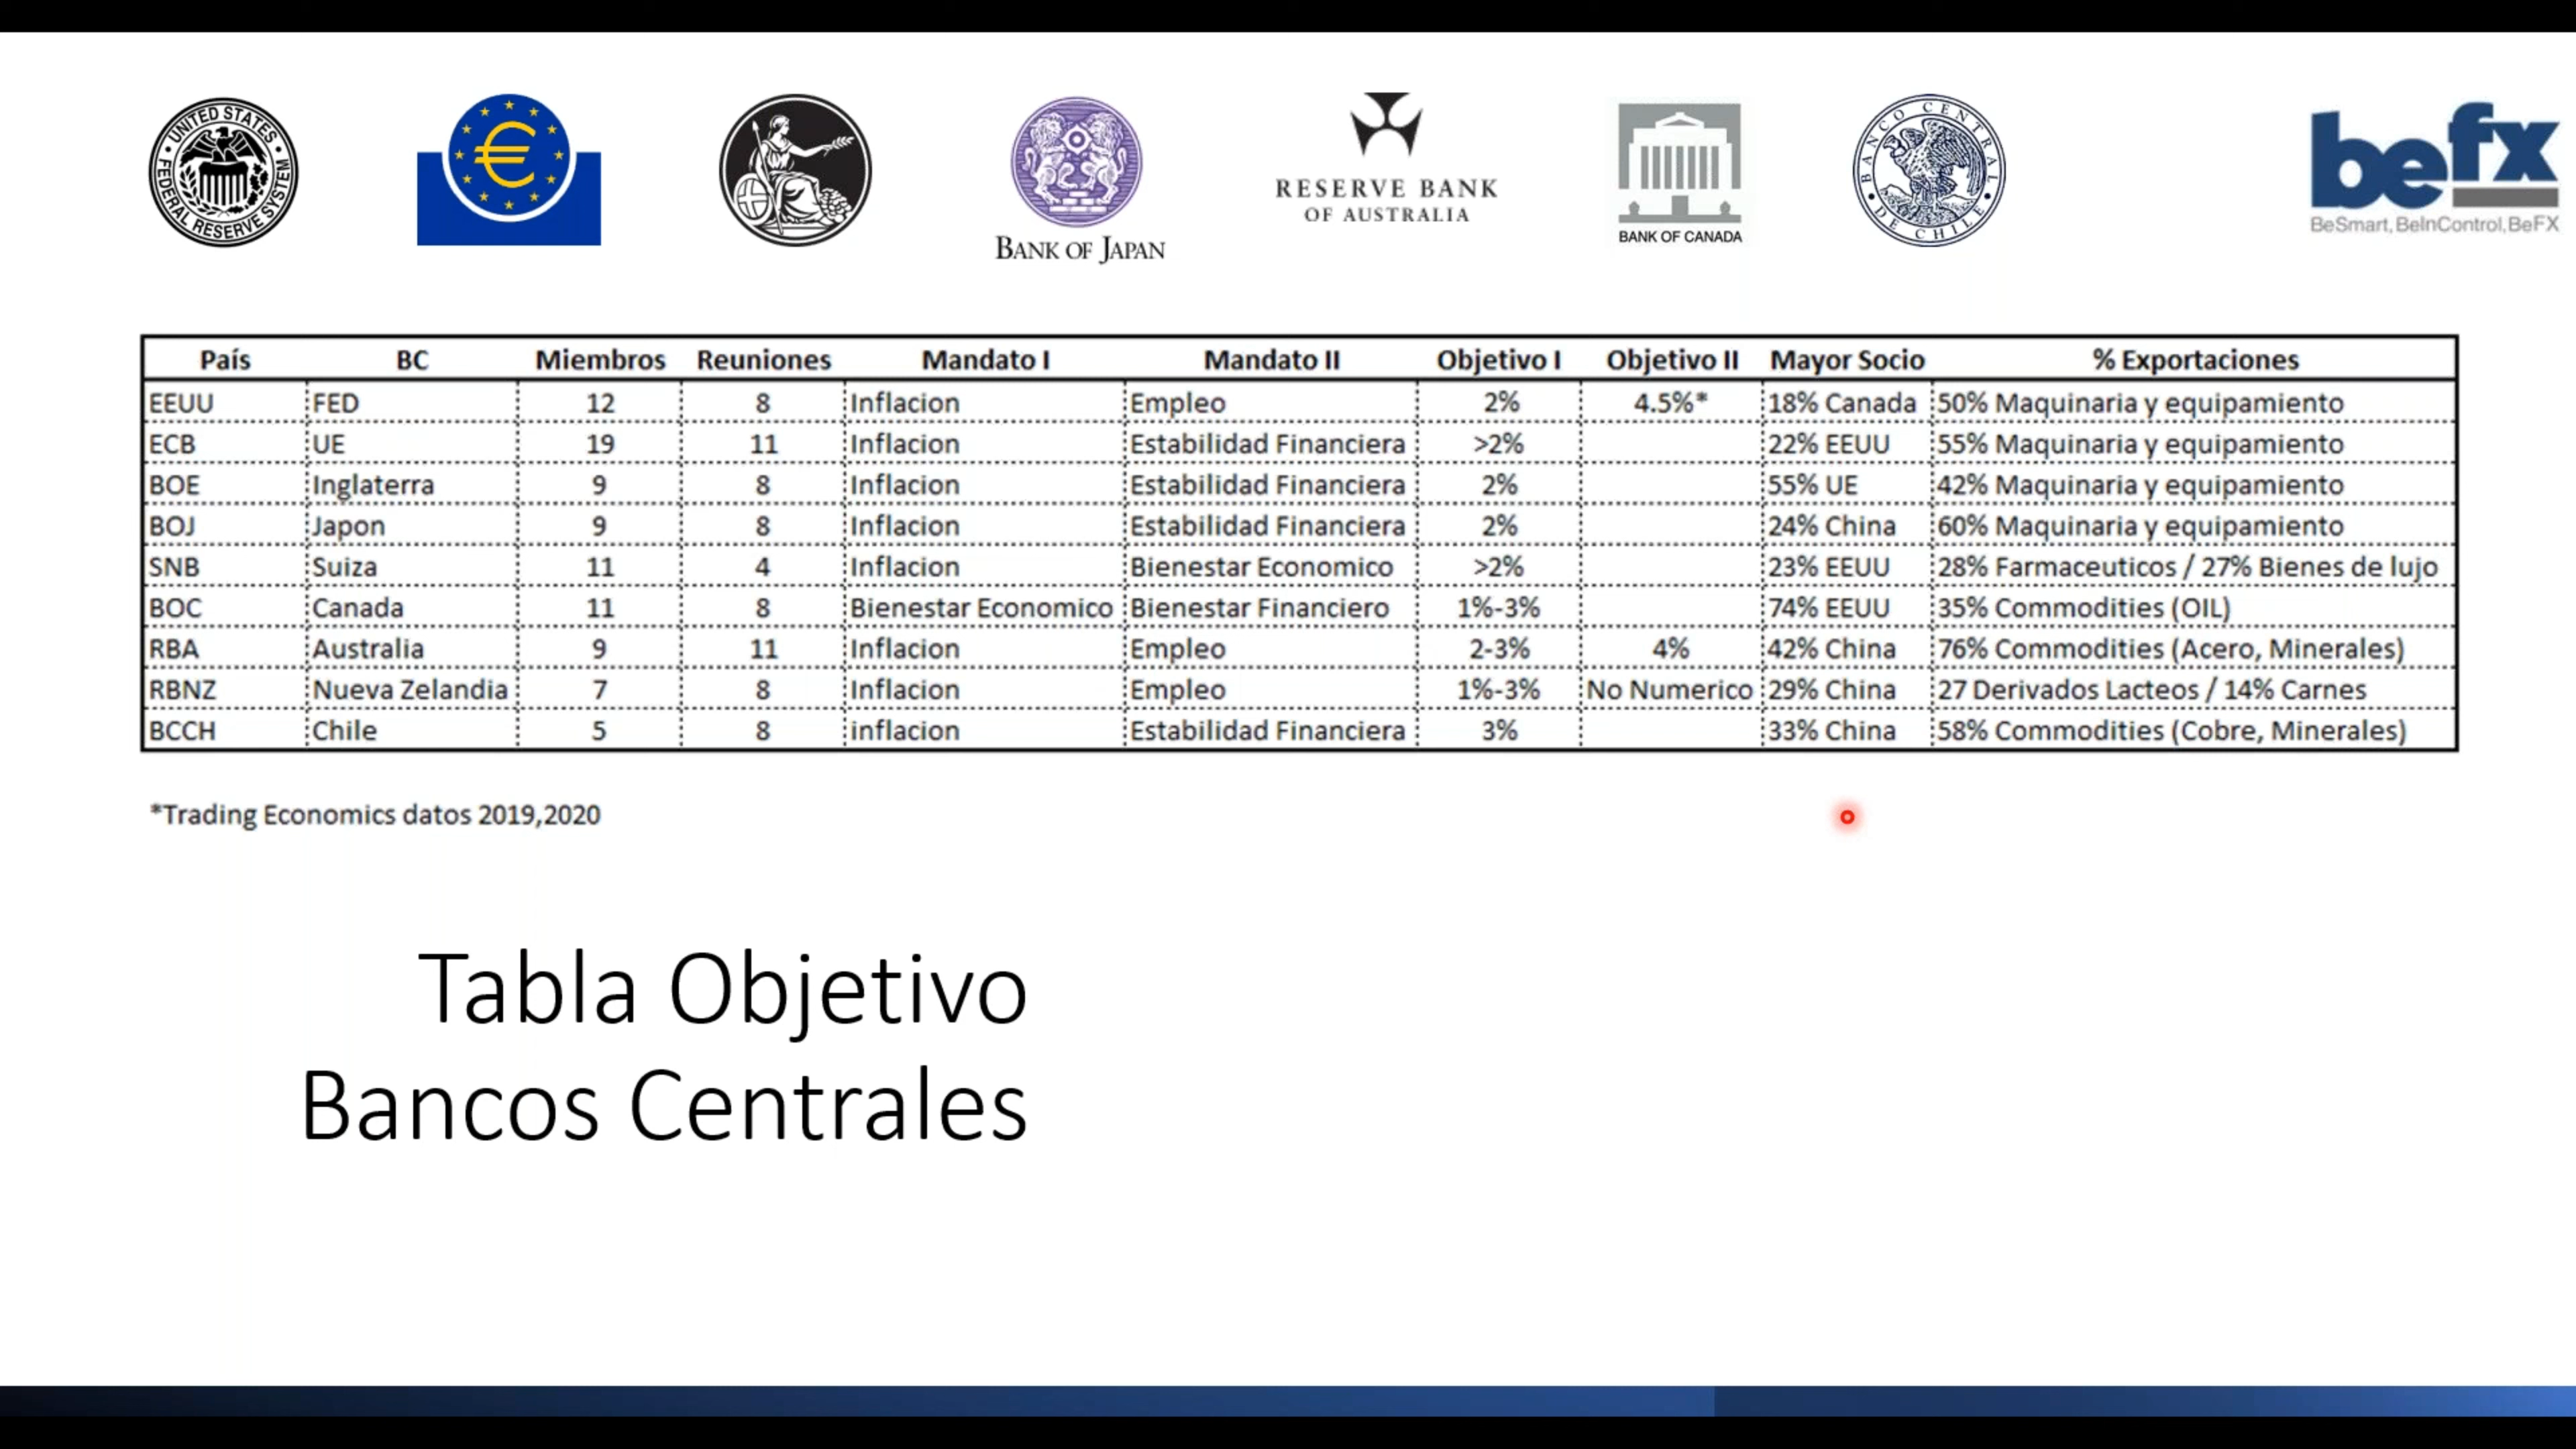 UNITED STATES
FEDERAL RESERVE SYSTEM
BANK OF JAPAN
RESERVE BANK
OF AUSTRALIA
BANK OF CANADA
BANCO CENTRAL
DE CHILE
befx
BeSmart, BeInControl, BeFX
País BC Miembros Reuniones Mandato I Mandato II Objetivo I Objetivo II Mayor Socio % Exportaciones
EEUU FED 12 8 Inflacion Empleo 2% 4.5%* 18% Canada 50% Maquinaria y equipamiento
ECB UE 19 11 Inflacion Estabilidad Financiera >2% 22% EEUU 55% Maquinaria y equipamiento
BOE Inglaterra 9 8 Inflacion Estabilidad Financiera 2% 55% UE 42% Maquinaria y equipamiento
BOJ Japon 9 8 Inflacion Estabilidad Financiera 2% 24% China 60% Maquinaria y equipamiento
SNB Suiza 11 4 Inflacion Bienestar Economico >2% 23% EEUU 28% Farmaceuticos / 27% Bienes de lujo
BOC Canada 11 8 Bienestar Economico Bienestar Financiero 1%-3% 74% EEUU 35% Commodities (OIL)
RBA Australia 9 11 Inflacion Empleo 2-3% 4% 42% China 76% Commodities (Acero, Minerales)
RBNZ Nueva Zelandia 7 8 Inflacion Empleo 1%-3% No Numerico 29% China 27 Derivados Lacteos / 14% Carnes
BCCH Chile 5 8 inflacion Estabilidad Financiera 3% 33% China 58% Commodities (Cobre, Minerales)
*Trading Economics datos 2019,2020
Tabla Objetivo
Bancos Centrales